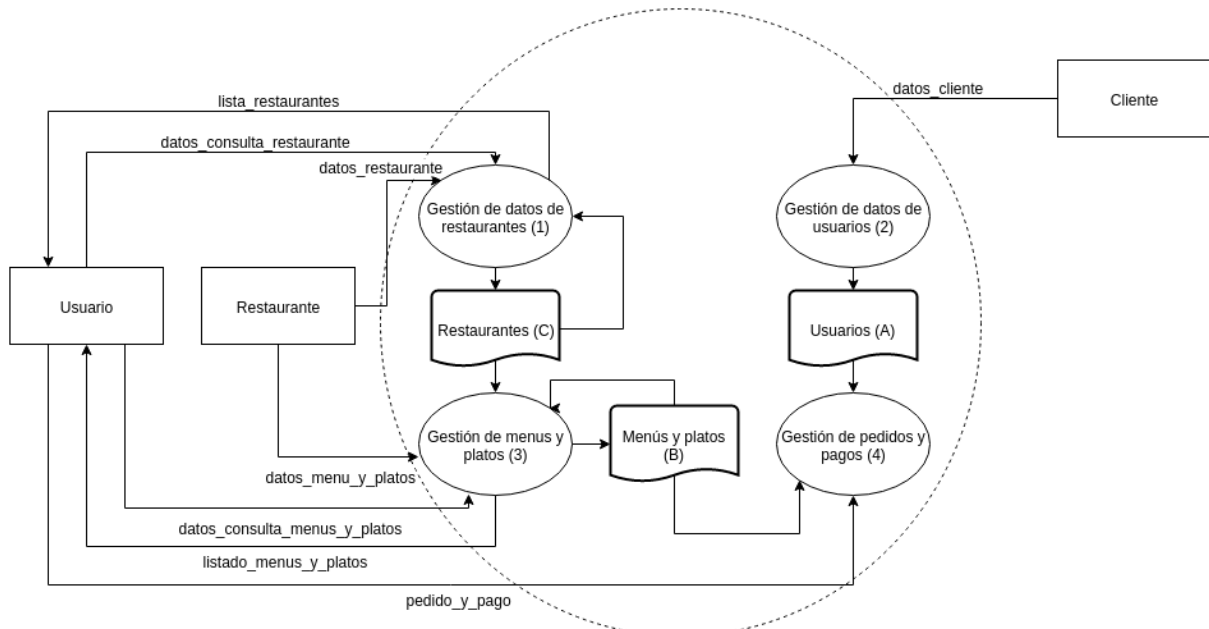 datos_cliente
Cliente
lista_restaurantes
datos_consulta_restaurante
datos_restaurante
Gestión de datos de
restaurantes (1)
Gestión de datos de
usuarios (2)
Usuario
Restaurante
Restaurantes (C)
Usuarios (A)
Gestión de menus y
platos (3)
Menús y platos
(B)
Gestión de pedidos y
pagos (4)
datos_menu_y_platos
datos_consulta_menus_y_platos
listado_menus_y_platos
pedido_y_pago